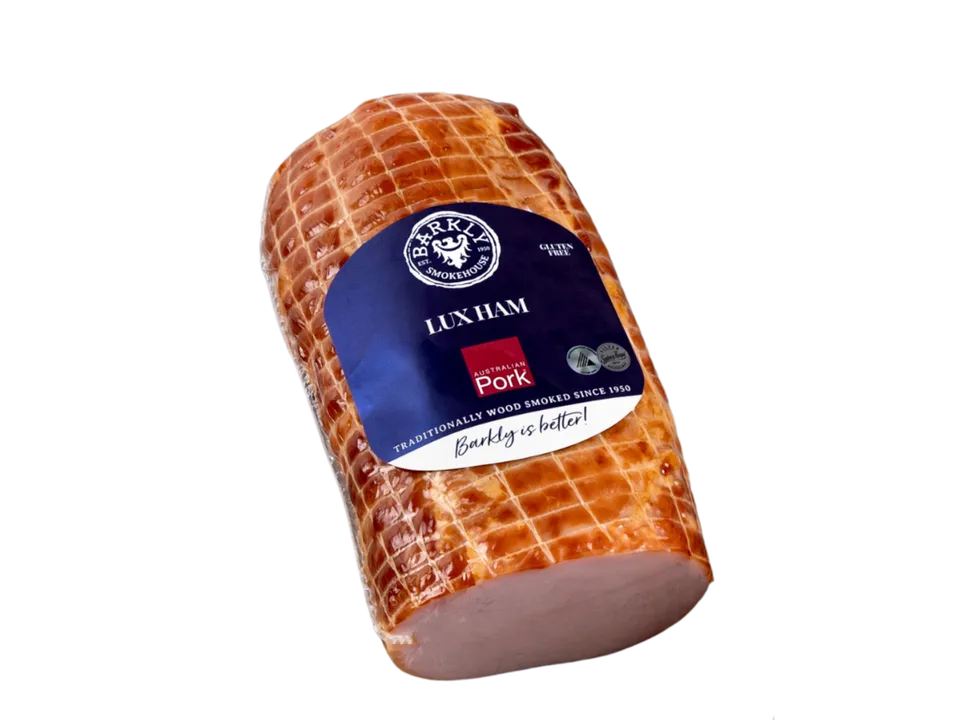 BARKLY
EST. 1950
SMOKEHOUSE
GLUTEN
FREE
LUX HAM
AUSTRALIAN
Pork
TRADITIONALLY WOOD SMOKED SINCE 1950
Barkly is better!